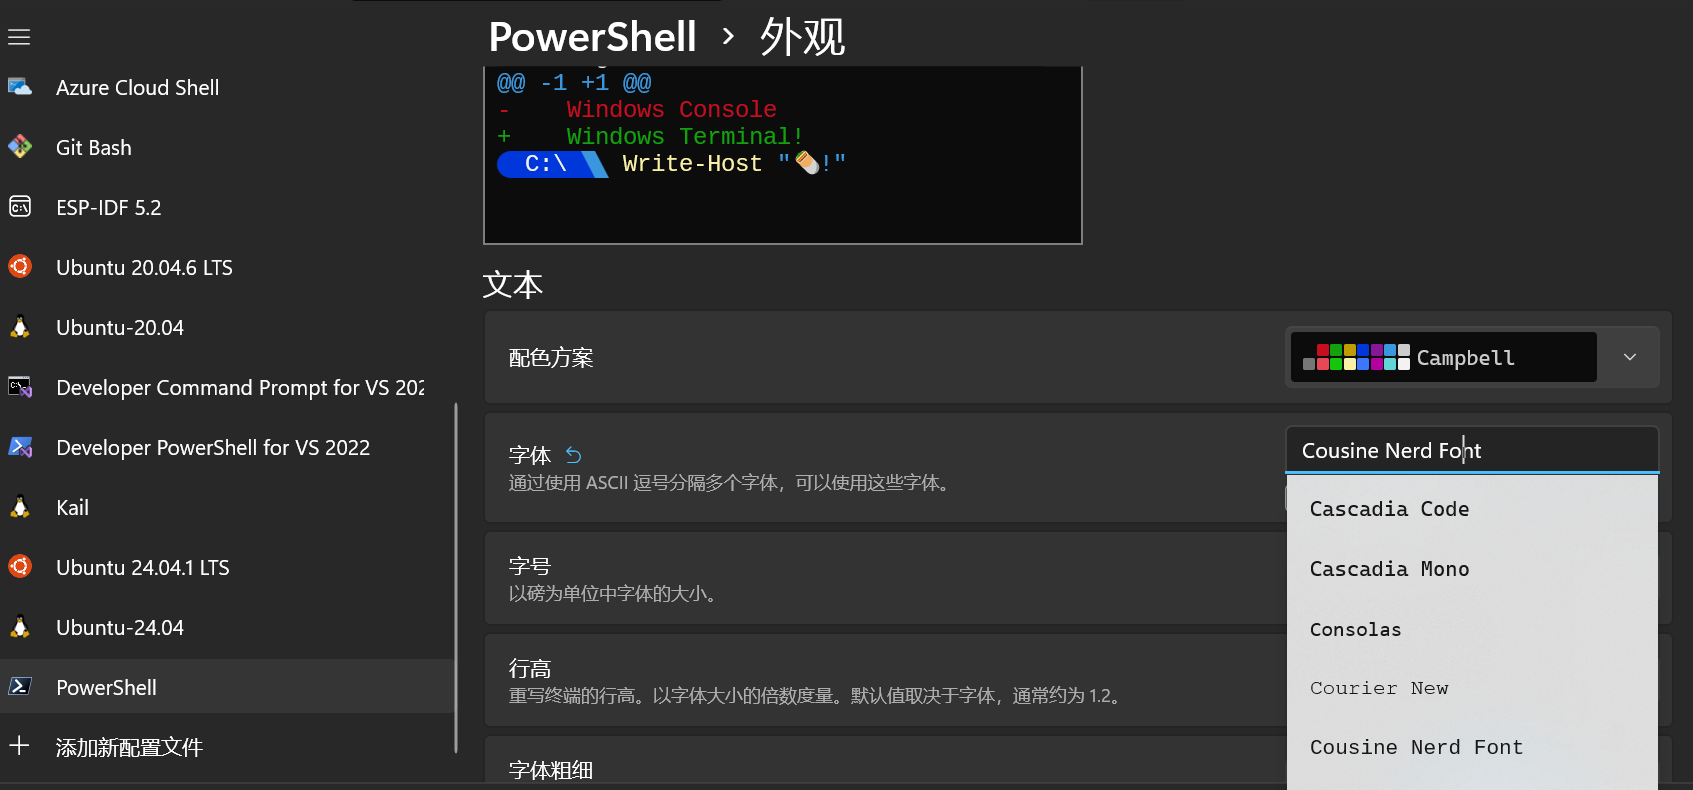 PowerShell › 外观
Azure Cloud Shell
Git Bash
ESP-IDF 5.2
Ubuntu 20.04.6 LTS
Ubuntu-20.04
Developer Command Prompt for VS 202
Developer PowerShell for VS 2022
Kail
Ubuntu 24.04.1 LTS
Ubuntu-24.04
PowerShell
添加新配置文件
@@ -1 +1 @@
- Windows Console
+ Windows Terminal!
C:\ Write-Host "!"
文本
配色方案
Campbell
字体
通过使用 ASCII 逗号分隔多个字体，可以使用这些字体。
Cousine Nerd Font
Cascadia Code
Cascadia Mono
Consolas
Courier New
Cousine Nerd Font
字号
以磅为单位中字体的大小。
行高
重写终端的行高。以字体大小的倍数度量。默认值取决于字体，通常约为 1.2。
字体粗细